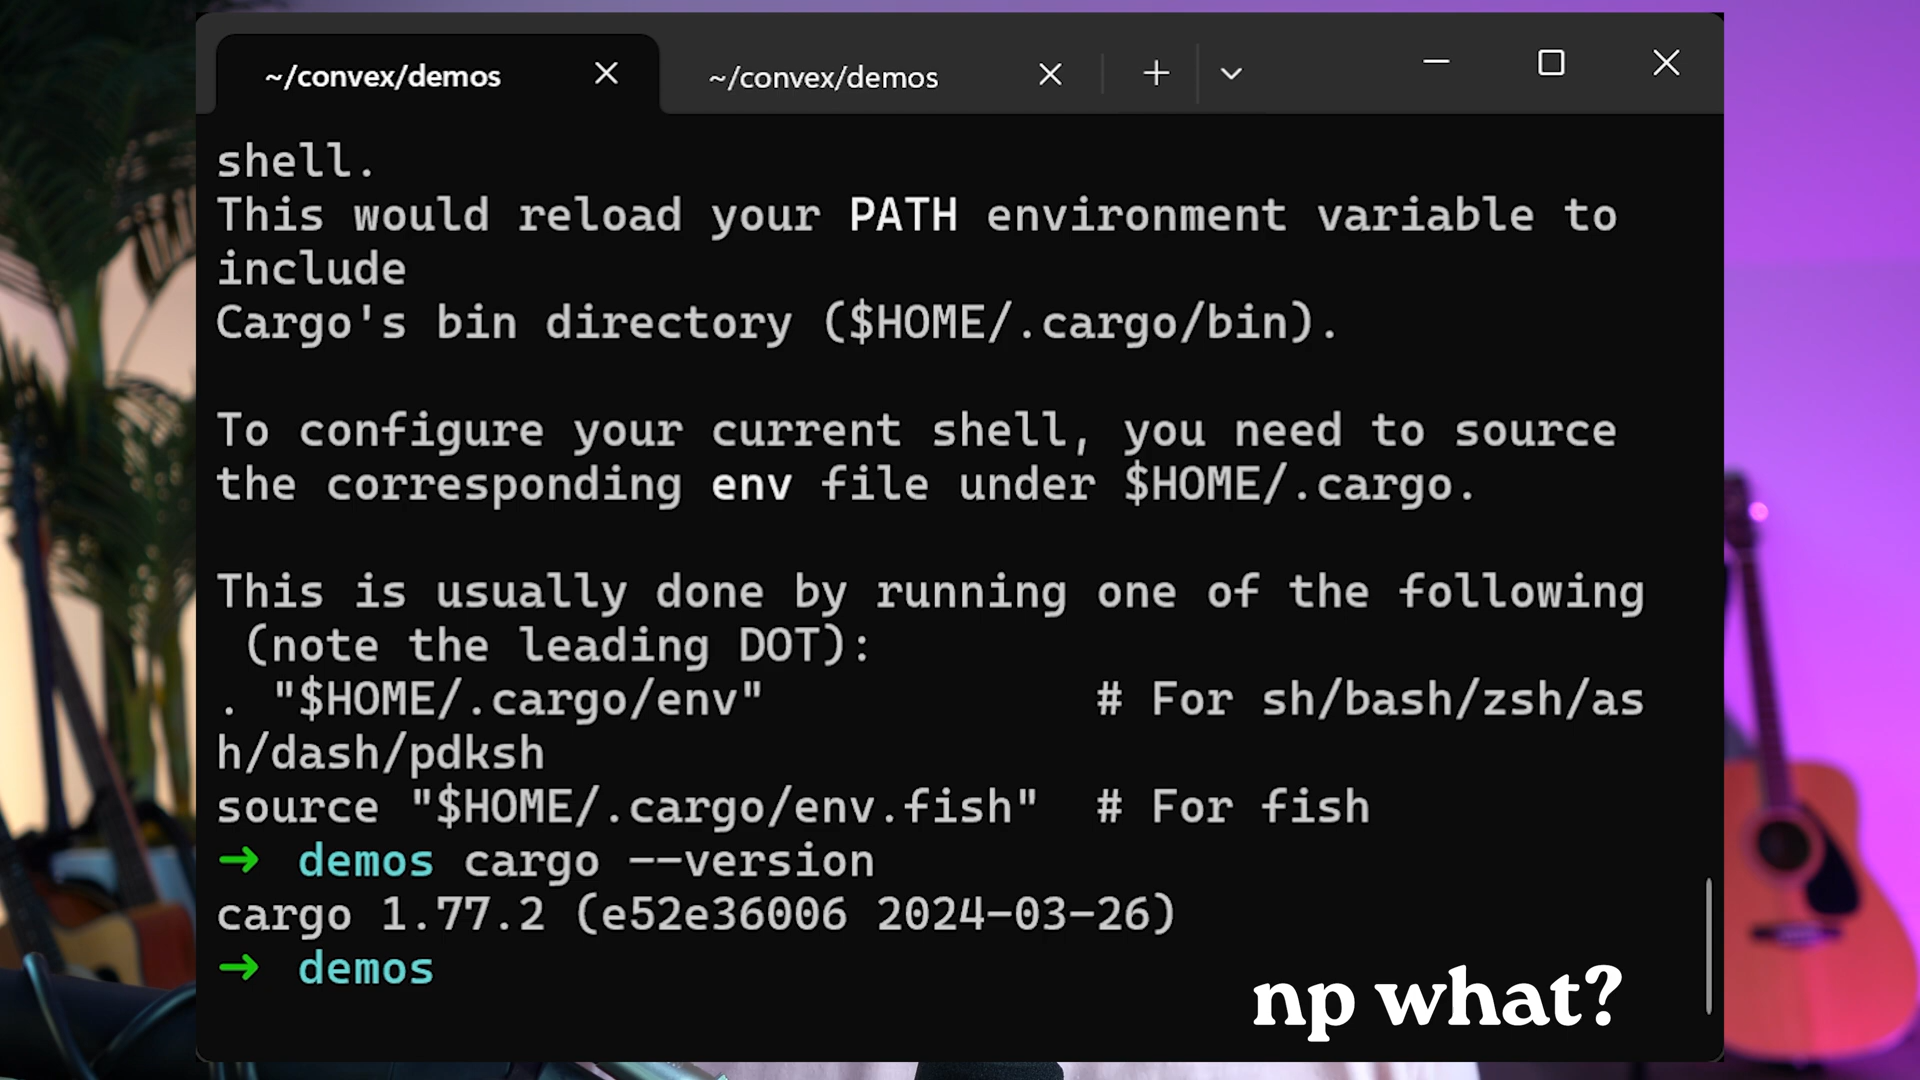 ~/convex/demos
~/convex/demos
shell.
This would reload your PATH environment variable to
include
Cargo's bin directory ($HOME/.cargo/bin).
To configure your current shell, you need to source
the corresponding env file under $HOME/.cargo.
This is usually done by running one of the following
(note the leading DOT):
. "$HOME/.cargo/env"            # For sh/bash/zsh/as
h/dash/pdksh
source "$HOME/.cargo/env.fish"  # For fish
➜  demos cargo --version
cargo 1.77.2 (e52e36006 2024-03-26)
➜  demos
np what?